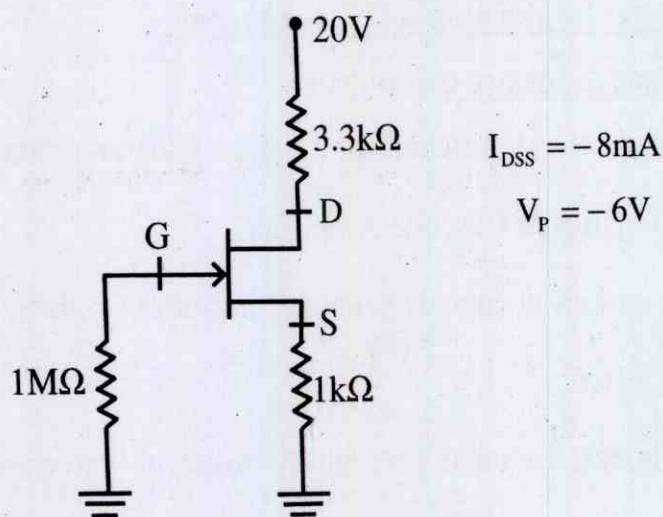 20V
3.3kΩ
I_DSS = −8mA
D
V_P = −6V
G
S
1MΩ
1kΩ